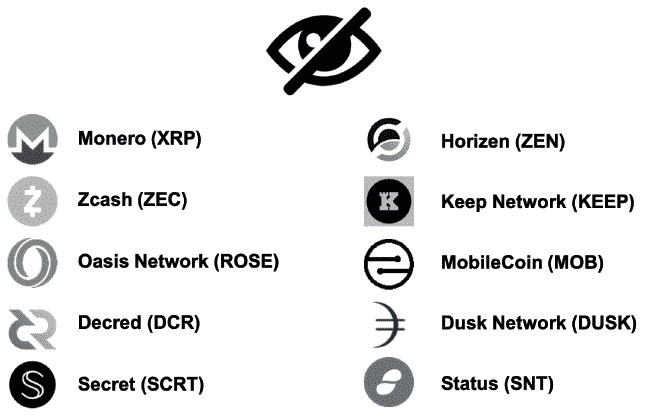 Monero (XRP)
Zcash (ZEC)
Oasis Network (ROSE)
Decred (DCR)
Secret (SCRT)
Horizen (ZEN)
Keep Network (KEEP)
MobileCoin (MOB)
Dusk Network (DUSK)
Status (SNT)